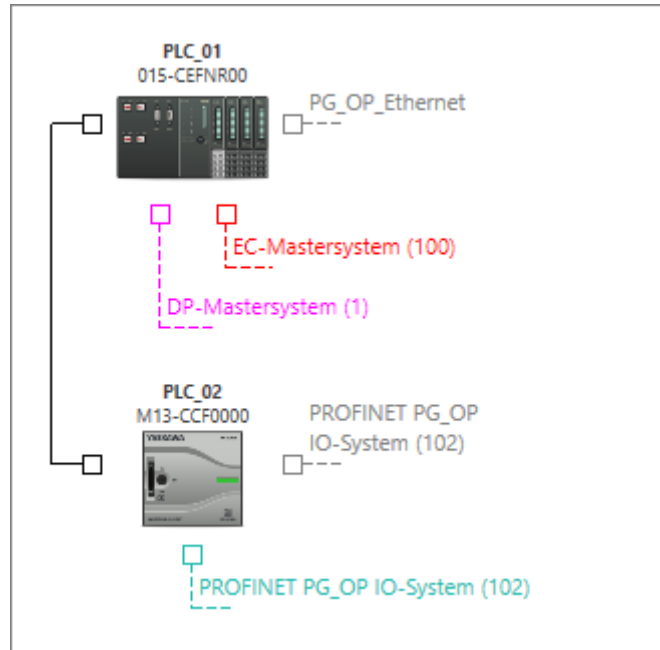 PLC_01
015-CEFNR00
PG_OP_Ethernet
EC-Mastersystem (100)
DP-Mastersystem (1)
PLC_02
M13-CCF0000
PROFINET PG_OP
IO-System (102)
YASKAWA
PROFINET PG_OP IO-System (102)